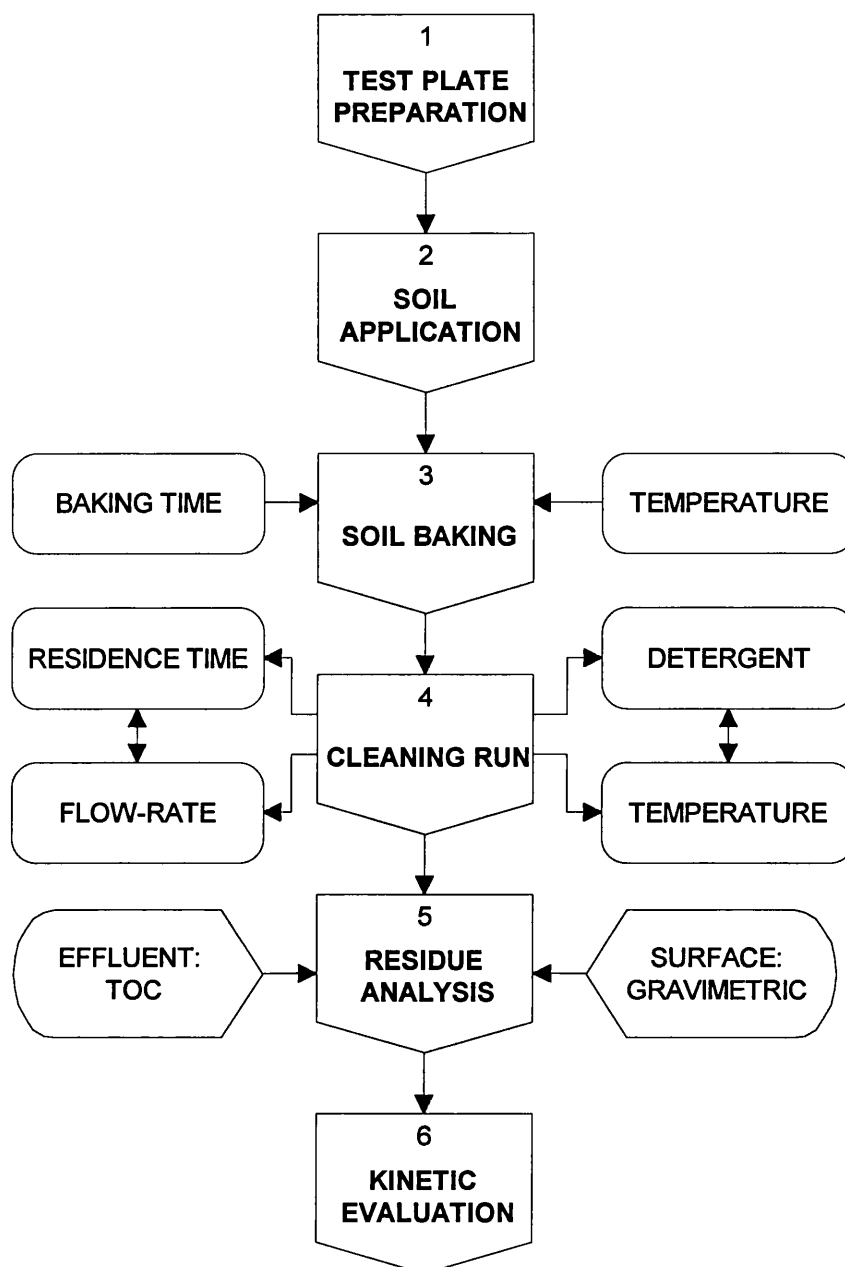 1
TEST PLATE
PREPARATION
2
SOIL
APPLICATION
BAKING TIME
3
SOIL BAKING
TEMPERATURE
RESIDENCE TIME
DETERGENT
4
CLEANING RUN
FLOW-RATE
TEMPERATURE
EFFLUENT:
TOC
5
RESIDUE
ANALYSIS
SURFACE:
GRAVIMETRIC
6
KINETIC
EVALUATION